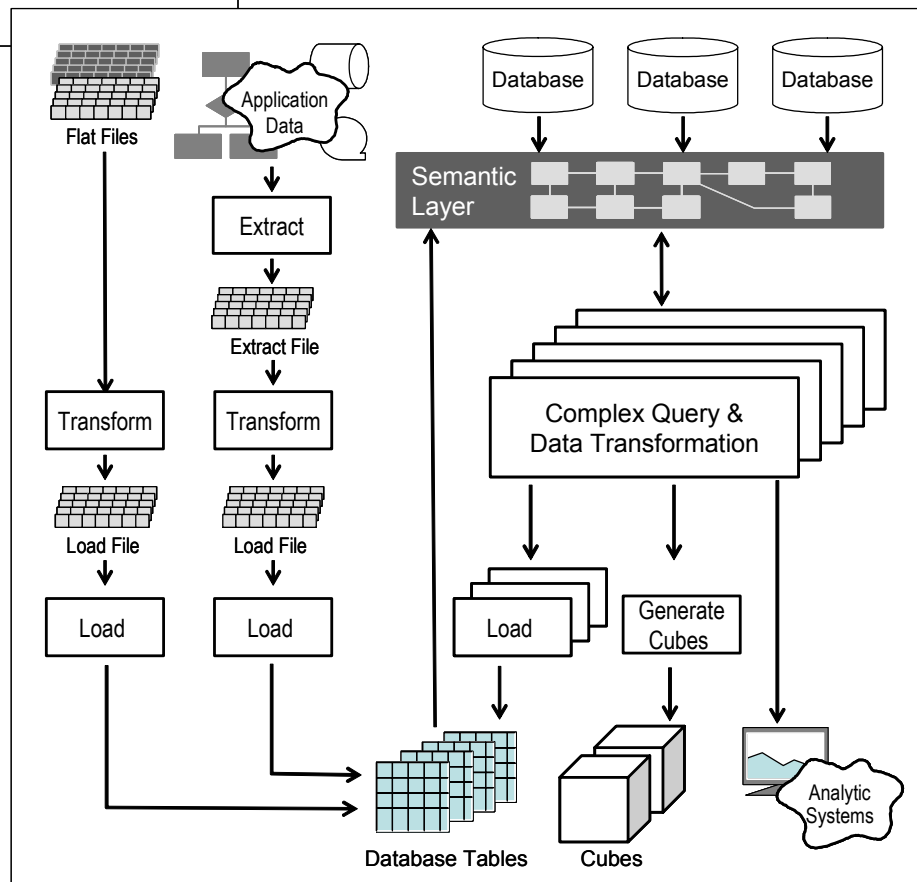 Flat Files
Application
Data
Database
Database
Database
Semantic
Layer
Extract
Extract File
Transform
Transform
Complex Query &
Data Transformation
Load File
Load File
Load
Load
Load
Generate
Cubes
Database Tables
Cubes
Analytic
Systems